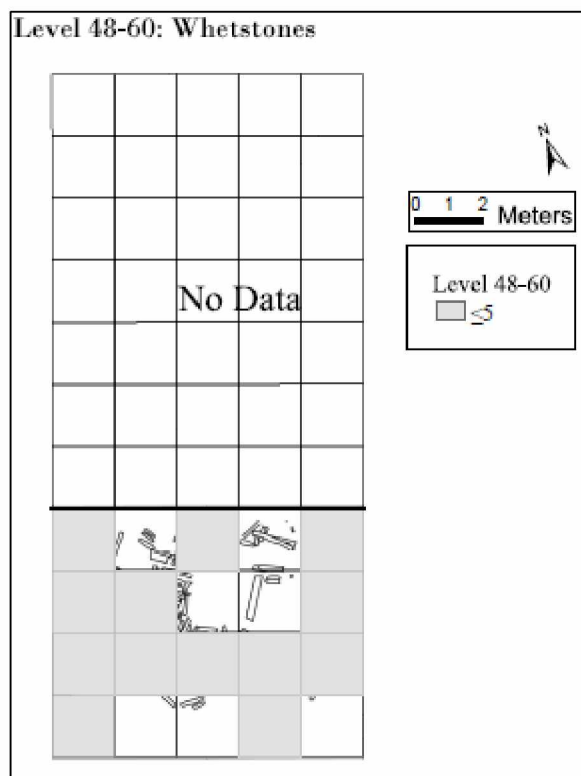 Level 48-60: Whetstones
N
0 1 2
Meters
Level 48-60
≤5
No Data